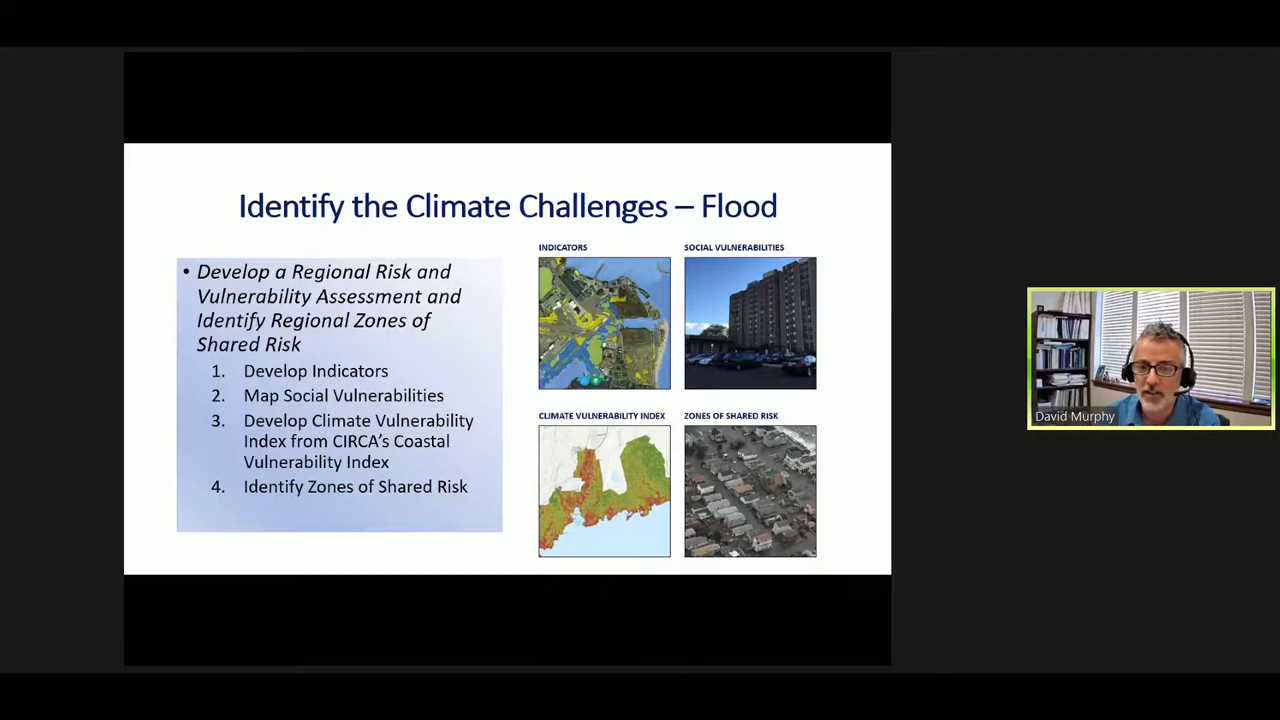 Identify the Climate Challenges – Flood
• Develop a Regional Risk and
Vulnerability Assessment and
Identify Regional Zones of
Shared Risk
1. Develop Indicators
2. Map Social Vulnerabilities
3. Develop Climate Vulnerability
Index from CIRCA's Coastal
Vulnerability Index
4. Identify Zones of Shared Risk
INDICATORS
SOCIAL VULNERABILITIES
CLIMATE VULNERABILITY INDEX
ZONES OF SHARED RISK
David Murphy